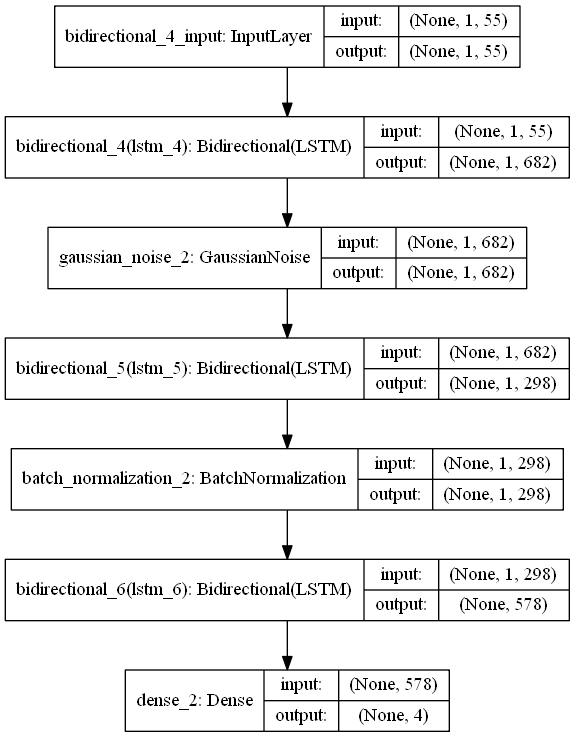 bidirectional_4_input: InputLayer
input: (None, 1, 55)
output: (None, 1, 55)
bidirectional_4(lstm_4): Bidirectional(LSTM)
input: (None, 1, 55)
output: (None, 1, 682)
gaussian_noise_2: GaussianNoise
input: (None, 1, 682)
output: (None, 1, 682)
bidirectional_5(lstm_5): Bidirectional(LSTM)
input: (None, 1, 682)
output: (None, 1, 298)
batch_normalization_2: BatchNormalization
input: (None, 1, 298)
output: (None, 1, 298)
bidirectional_6(lstm_6): Bidirectional(LSTM)
input: (None, 1, 298)
output: (None, 578)
dense_2: Dense
input: (None, 578)
output: (None, 4)